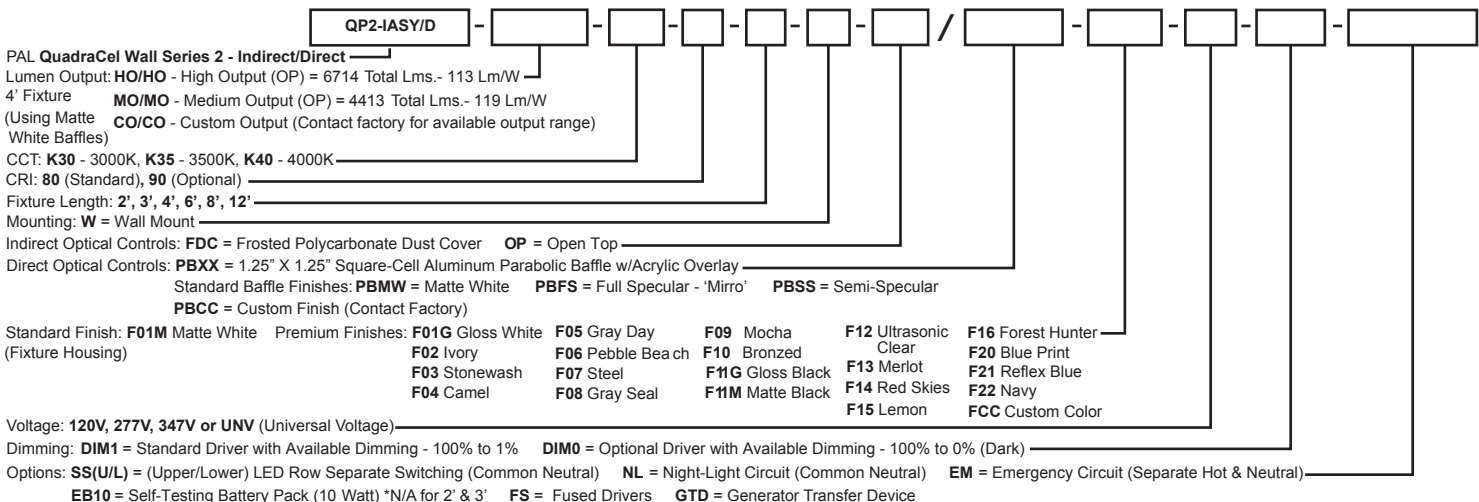 QP2-IASY/D - - - - - - / - - - -
PAL QuadraCel Wall Series 2 - Indirect/Direct
Lumen Output: HO/HO - High Output (OP) = 6714 Total Lms.- 113 Lm/W
4' Fixture MO/MO - Medium Output (OP) = 4413 Total Lms.- 119 Lm/W
(Using Matte CO/CO - Custom Output (Contact factory for available output range)
White Baffles)
CCT: K30 - 3000K, K35 - 3500K, K40 - 4000K
CRI: 80 (Standard), 90 (Optional)
Fixture Length: 2', 3', 4', 6', 8', 12'
Mounting: W = Wall Mount
Indirect Optical Controls: FDC = Frosted Polycarbonate Dust Cover OP = Open Top
Direct Optical Controls: PBXX = 1.25" X 1.25" Square-Cell Aluminum Parabolic Baffle w/Acrylic Overlay
Standard Baffle Finishes: PBMW = Matte White PBFS = Full Specular - 'Mirro' PBSS = Semi-Specular
PBCC = Custom Finish (Contact Factory)
Standard Finish: F01M Matte White Premium Finishes: F01G Gloss White F05 Gray Day F09 Mocha F12 Ultrasonic F16 Forest Hunter
(Fixture Housing) F02 Ivory F06 Pebble Beach F10 Bronzed Clear F20 Blue Print
F03 Stonewash F07 Steel F11G Gloss Black F13 Merlot F21 Reflex Blue
F04 Camel F08 Gray Seal F11M Matte Black F14 Red Skies F22 Navy
F15 Lemon FCC Custom Color
Voltage: 120V, 277V, 347V or UNV (Universal Voltage)
Dimming: DIM1 = Standard Driver with Available Dimming - 100% to 1% DIM0 = Optional Driver with Available Dimming - 100% to 0% (Dark)
Options: SS(U/L) = (Upper/Lower) LED Row Separate Switching (Common Neutral) NL = Night-Light Circuit (Common Neutral) EM = Emergency Circuit (Separate Hot & Neutral)
EB10 = Self-Testing Battery Pack (10 Watt) *N/A for 2' & 3' FS = Fused Drivers GTD = Generator Transfer Device